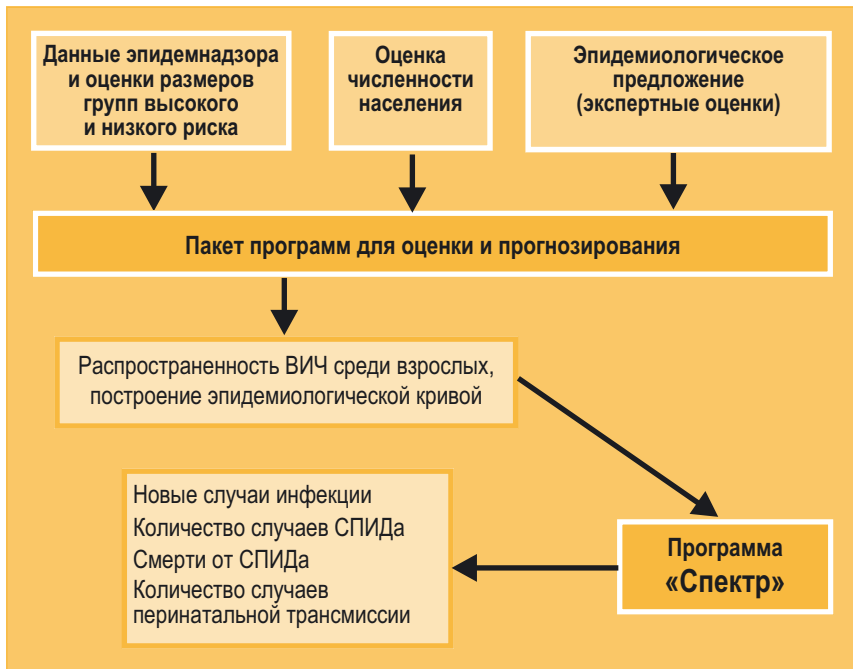 Данные эпидемнадзора
и оценки размеров
групп высокого
и низкого риска
Оценка
численности
населения
Эпидемиологическое
предложение
(экспертные оценки)
Пакет программ для оценки и прогнозирования
Распространенность ВИЧ среди взрослых,
построение эпидемиологической кривой
Новые случаи инфекции
Количество случаев СПИДа
Смерти от СПИДа
Количество случаев
перинатальной трансмиссии
Программа
«Спектр»